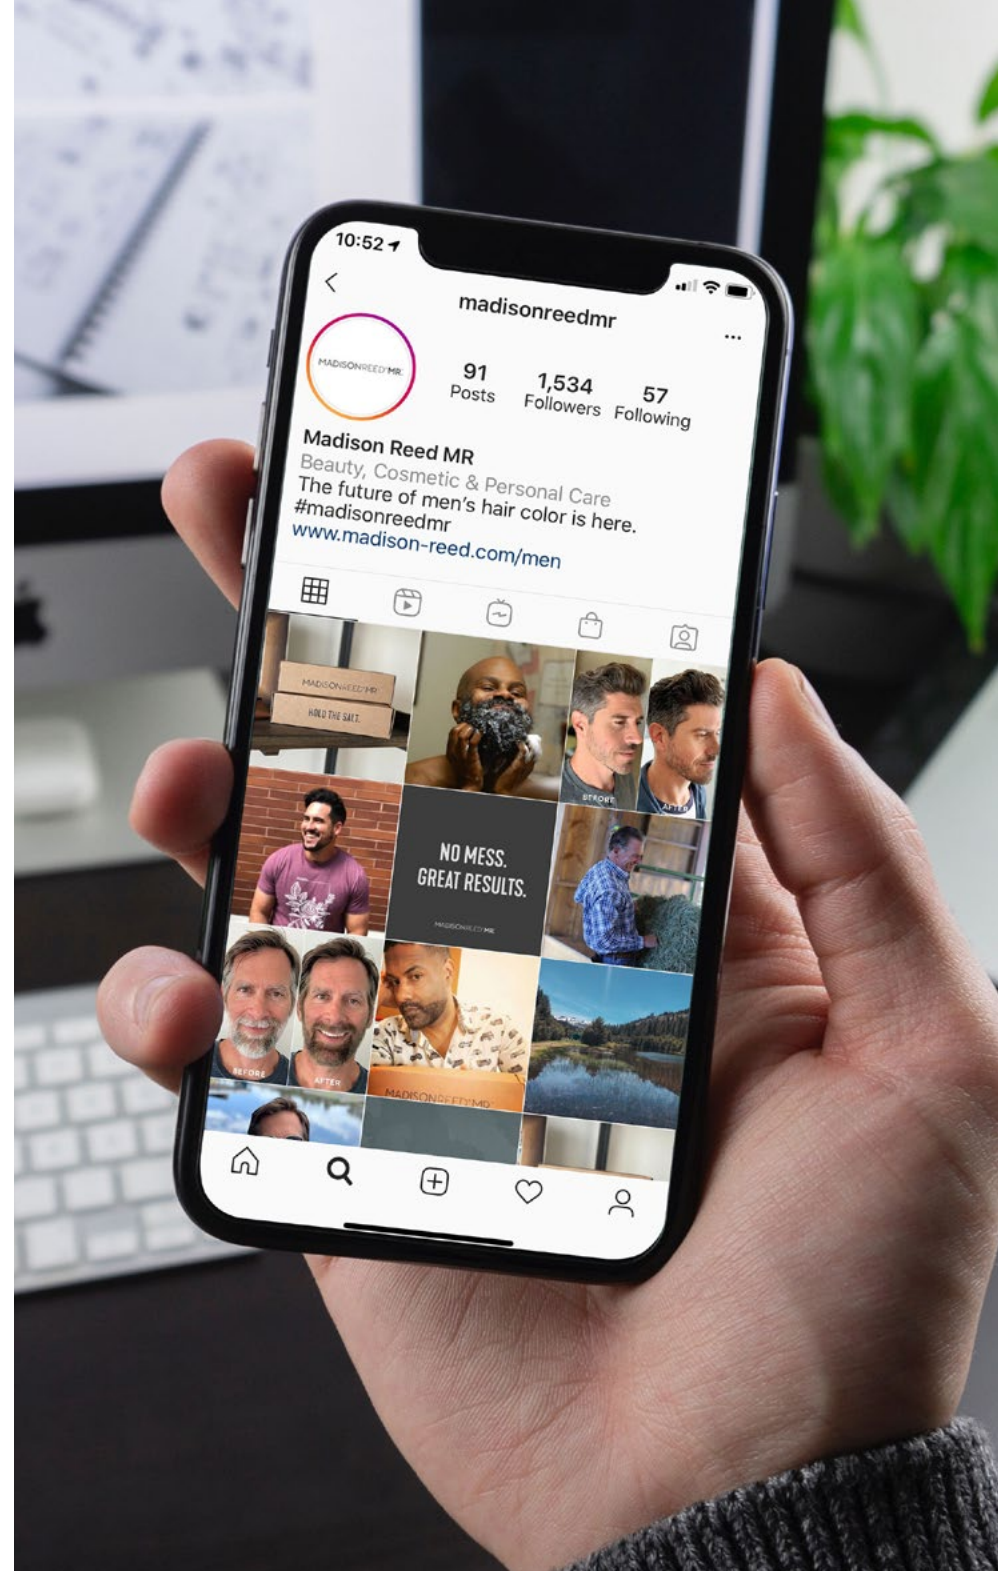 10:52
madisonreedmr
MADISONREED®MR.
91
Posts
1,534
Followers
57
Following
Madison Reed MR
Beauty, Cosmetic & Personal Care
The future of men's hair color is here.
#madisonreedmr
www.madison-reed.com/men
MADISONREED®MR
HOLD THE SALT.
BEFORE
AFTER
NO MESS.
GREAT RESULTS.
MADISONREED MR
BEFORE
AFTER
MADISONREED®MR